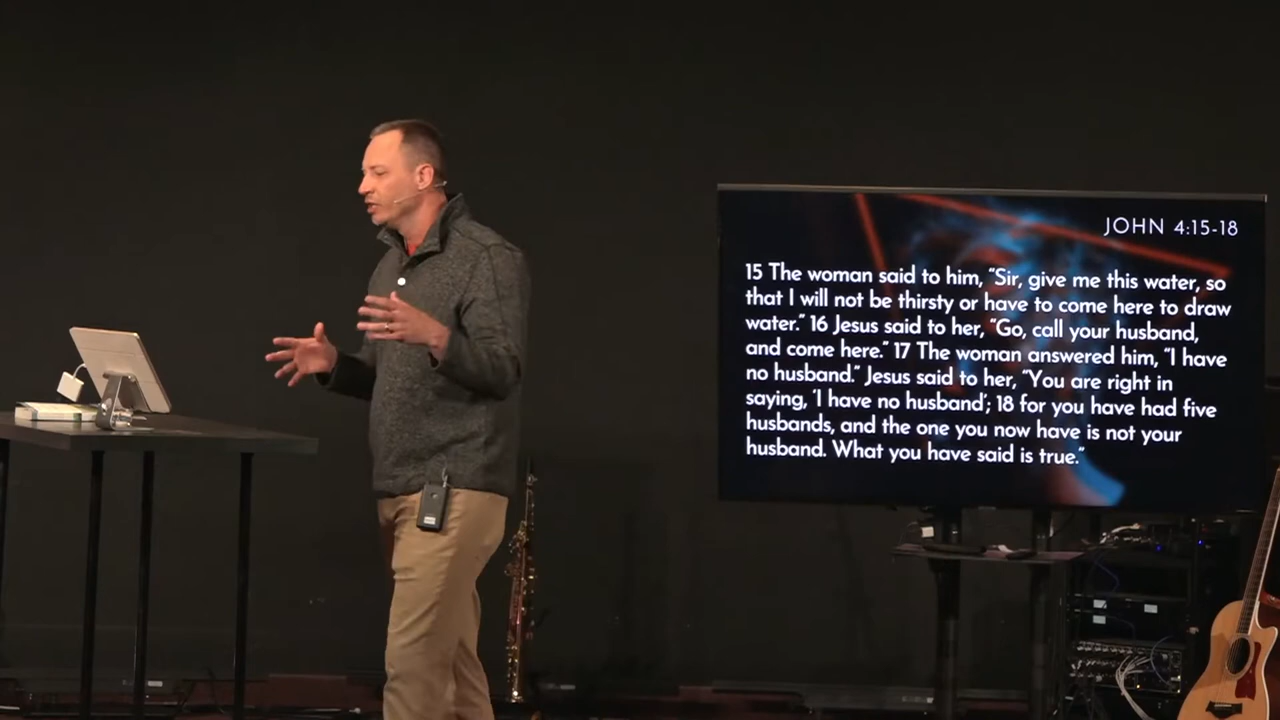 JOHN 4:15-18
15 The woman said to him, “Sir, give me this water, so
that I will not be thirsty or have to come here to draw
water.” 16 Jesus said to her, “Go, call your husband,
and come here.” 17 The woman answered him, “I have
no husband.” Jesus said to her, “You are right in
saying, ‘I have no husband’; 18 for you have had five
husbands, and the one you now have is not your
husband. What you have said is true.”